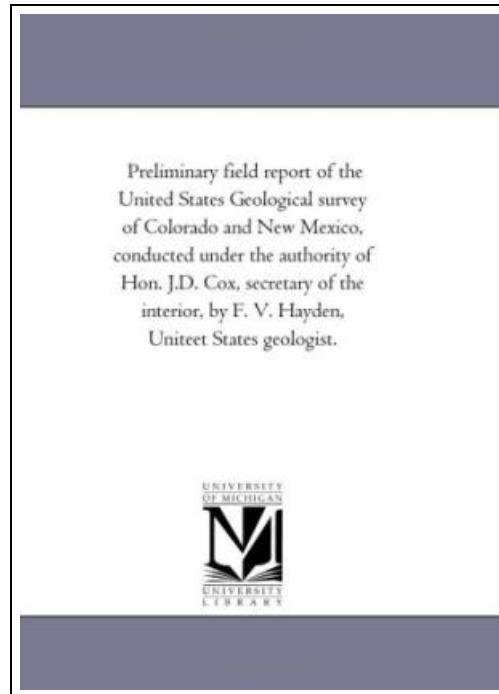 Preliminary field report of the
United States Geological survey
of Colorado and New Mexico,
conducted under the authority of
Hon. J.D. Cox, secretary of the
interior, by F. V. Hayden,
Uniteet States geologist.
UNIVERSITY
OF MICHIGAN
UNIVERSITY
LIBRARY